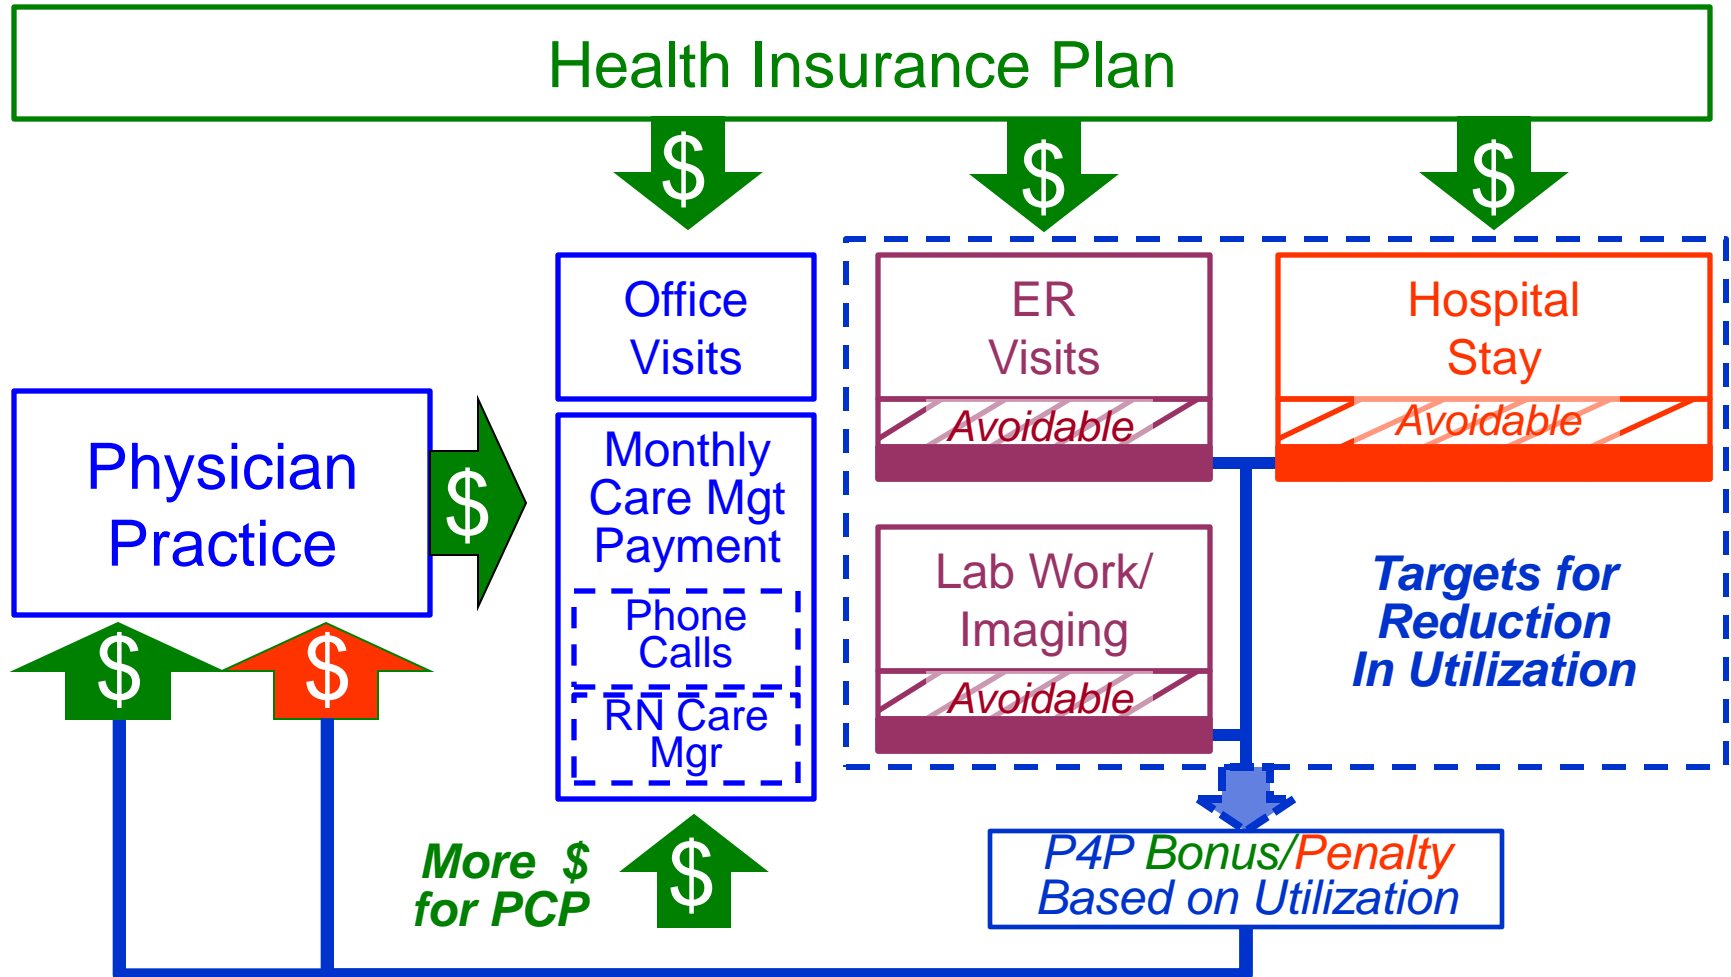 Health Insurance Plan
$
$
$
Office
Visits
ER
Visits
Hospital
Stay
Avoidable
Avoidable
Physician
Practice
$
Monthly
Care Mgt
Payment
Phone
Calls
RN Care
Mgr
Lab Work/
Imaging
Avoidable
Targets for
Reduction
In Utilization
$
$
More $
for PCP
$
P4P Bonus/Penalty
Based on Utilization